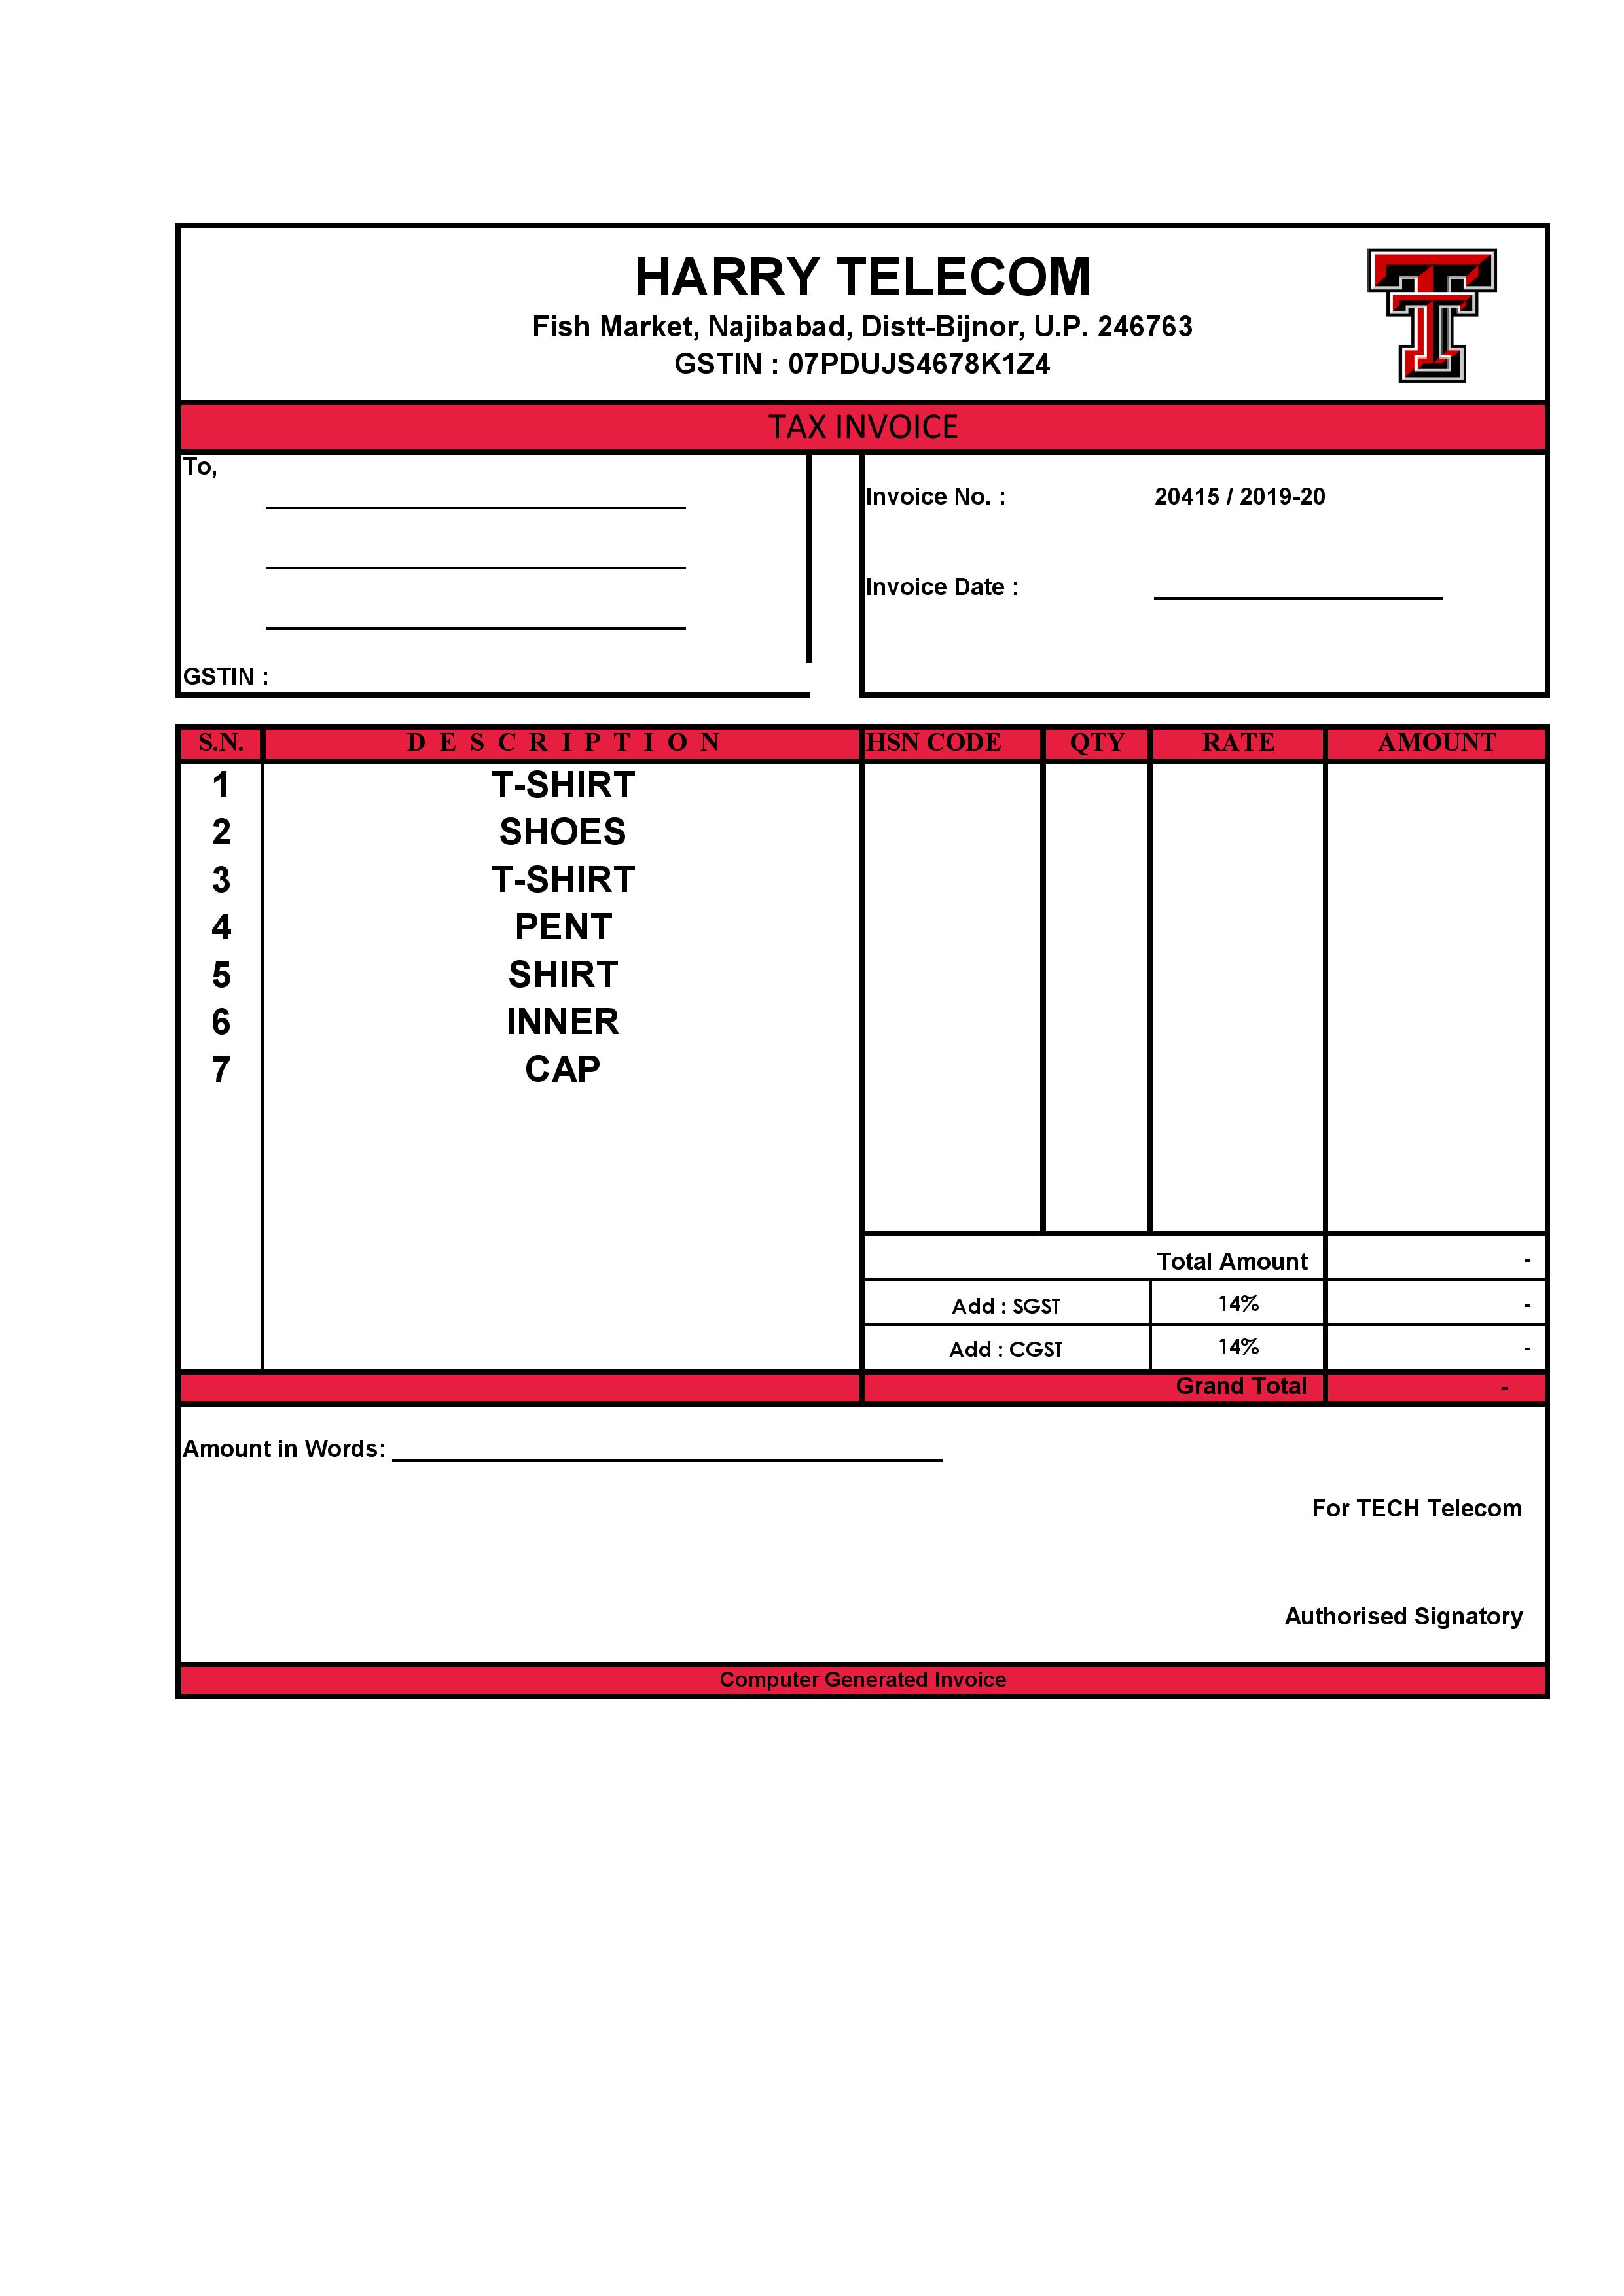 HARRY TELECOM
Fish Market, Najibabad, Distt-Bijnor, U.P. 246763
GSTIN : 07PDUJS4678K1Z4
TAX INVOICE
To,
Invoice No. : 20415 / 2019-20
Invoice Date :
GSTIN :
S.N. D E S C R I P T I O N HSN CODE QTY RATE AMOUNT
1 T-SHIRT
2 SHOES
3 T-SHIRT
4 PENT
5 SHIRT
6 INNER
7 CAP
Total Amount -
Add : SGST 14% -
Add : CGST 14% -
Grand Total -
Amount in Words:
For TECH Telecom
Authorised Signatory
Computer Generated Invoice